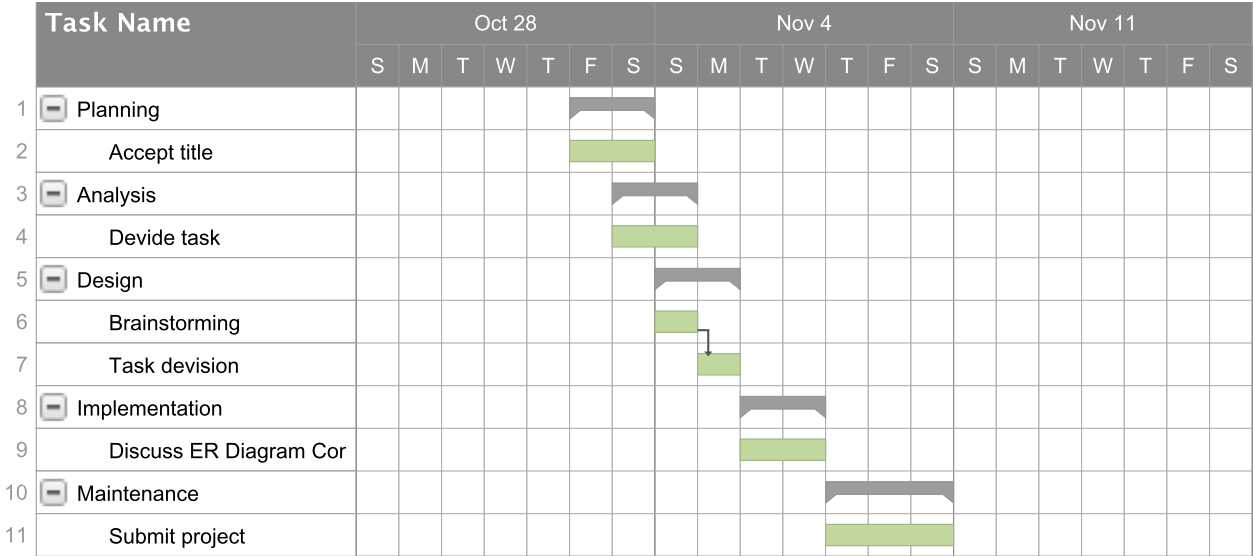 Task Name
Oct 28 Nov 4 Nov 11
S M T W T F S S M T W T F S S M T W T F S
1 Planning
2 Accept title
3 Analysis
4 Devide task
5 Design
6 Brainstorming
7 Task devision
8 Implementation
9 Discuss ER Diagram Cor
10 Maintenance
11 Submit project